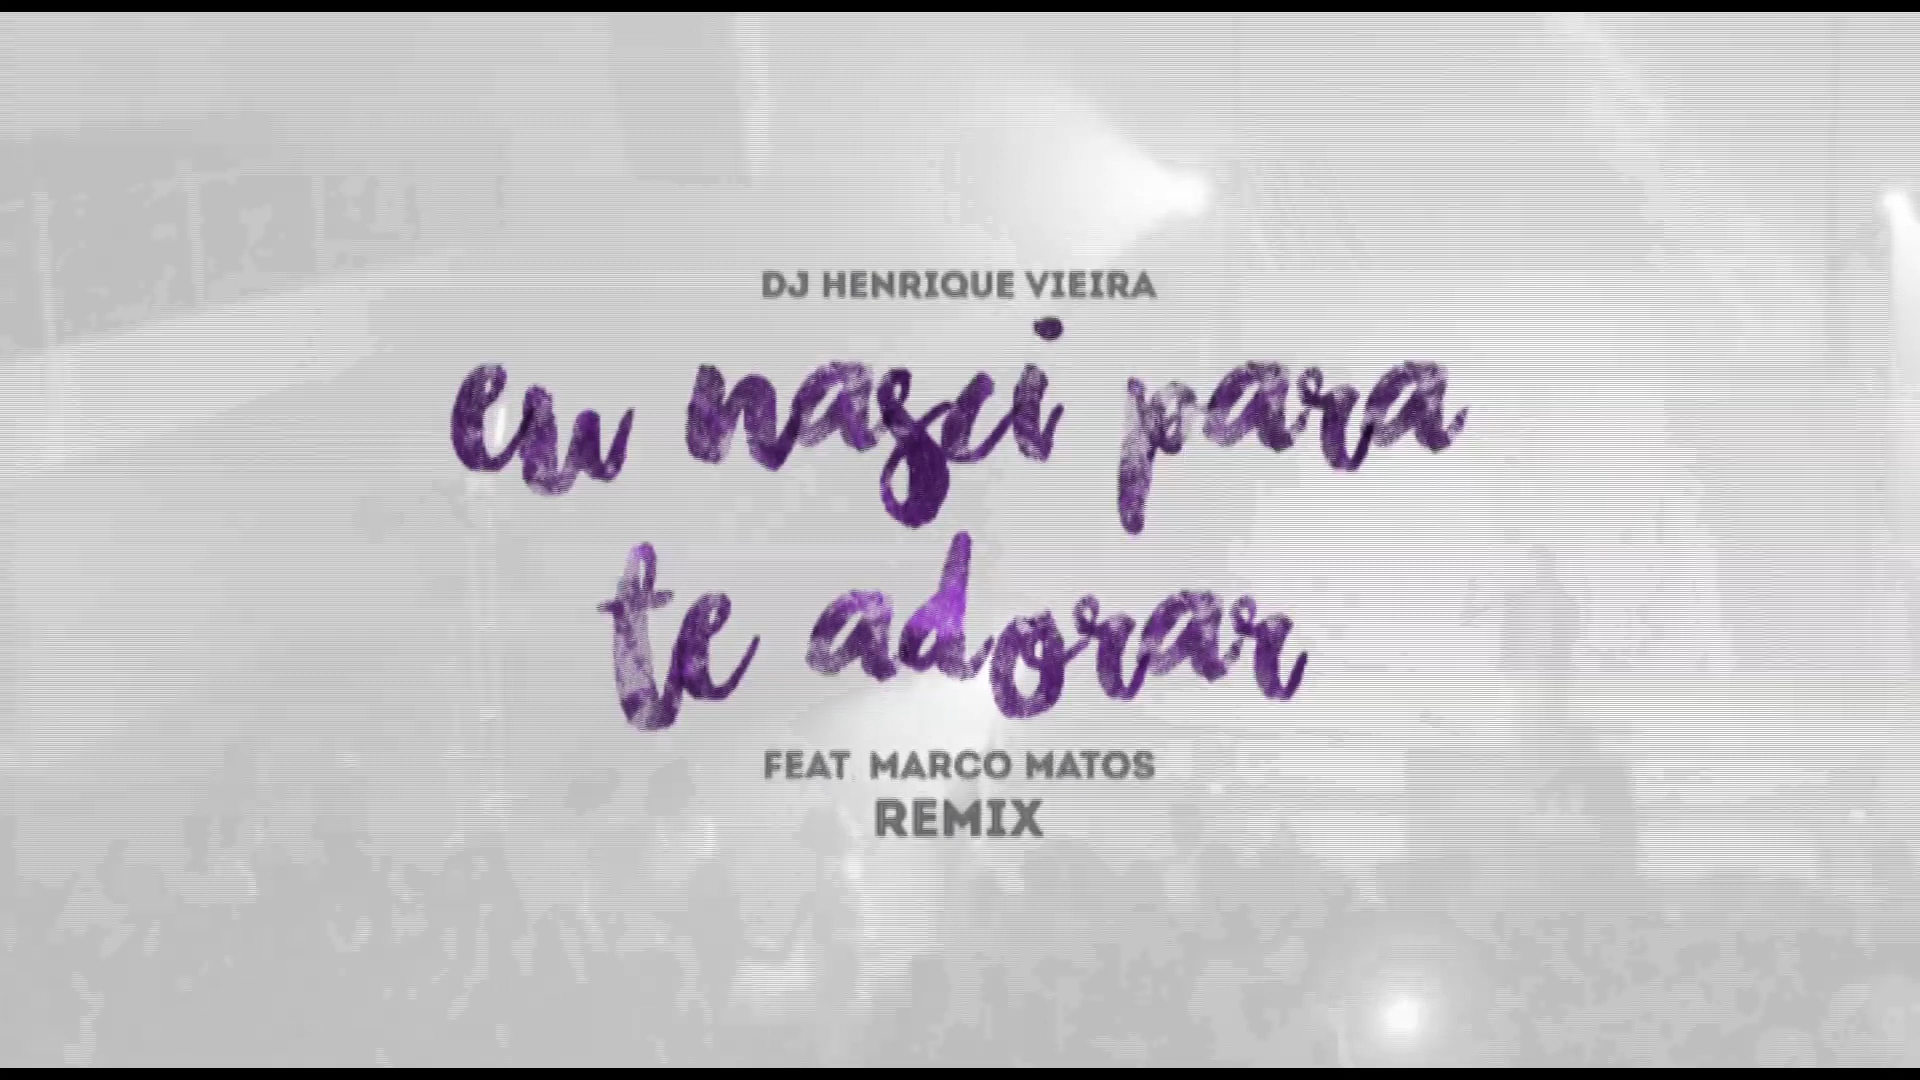 DJ HENRIQUE VIEIRA
eu nasci para
te adorar
FEAT MARCO MATOS
REMIX